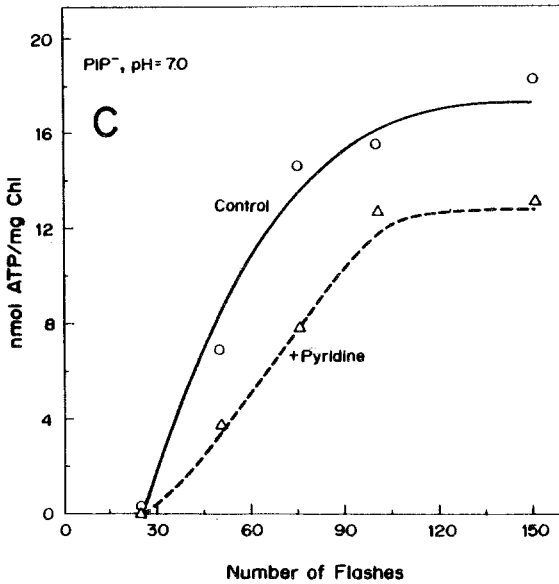 20
PIP⁻, pH = 7.0
C
16
Control
12
nmol ATP/mg Chl
8
+Pyridine
4
0
0 30 60 90 120 150
Number of Flashes